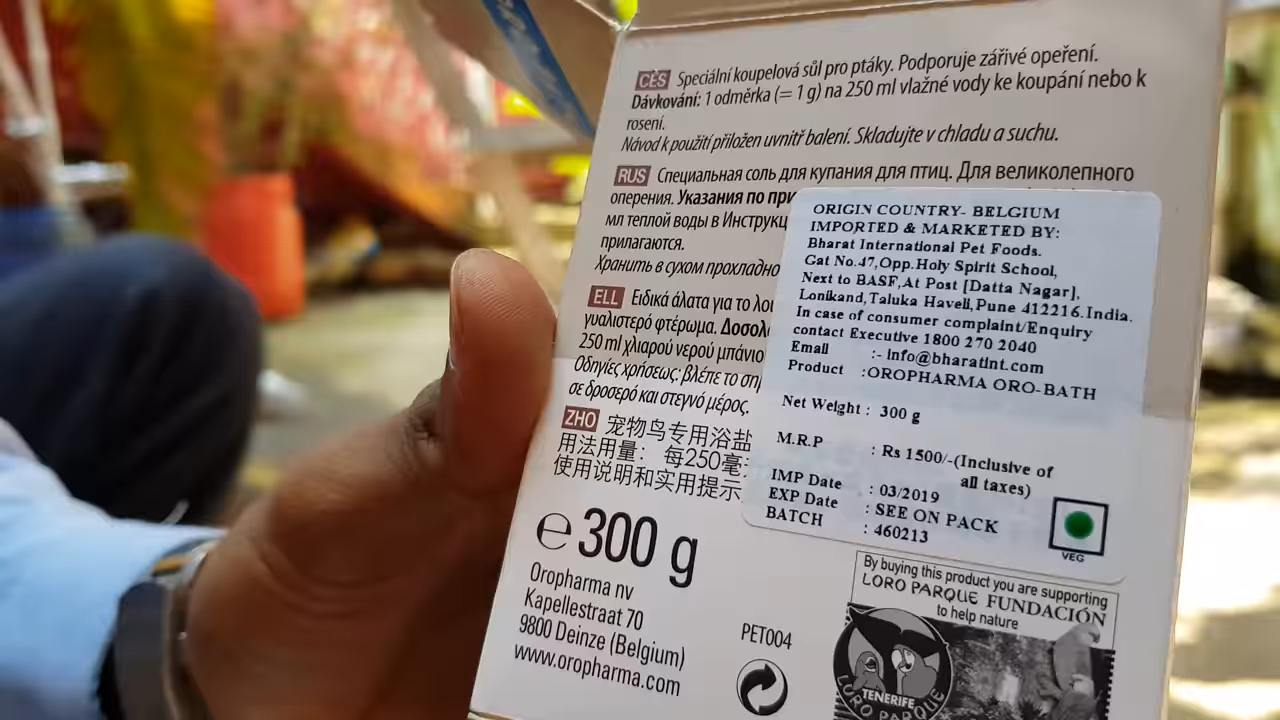 CES Speciální koupelová sůl pro ptáky. Podporuje zářivé opeření.
Dávkování: 1 odměrka (= 1 g) na 250 ml vlažné vody ke koupání nebo k
rosení.
Návod k použití přiložen uvnitř balení. Skladujte v chladu a suchu.
RUS Специальная соль для купания для птиц. Для великолепного
оперения. Указания по
мл теплой воды в
прилагаются.
Хранить в сухом
ELL Ειδικά άλατα για το
γυαλιστερό φτέρωμα.
250 ml χλιαρού νερού μπάνιο
Οδηγίες χρήσεως: βλέπε το
σε δροσερό και στεγνό μέρος.
ZHO 宠物鸟专用浴盐
用法用量: 每250毫
使用说明和实用提示
ORIGIN COUNTRY- BELGIUM
IMPORTED & MARKETED BY:
Bharat International Pet Foods.
Gat No.47,Opp.Holy Spirit School,
Next to BASF,At Post [Datta Nagar],
Lonikand,Taluka Haveli,Pune 412216.India.
In case of consumer complaint/Enquiry
contact Executive 1800 270 2040
Email :- info@bharatint.com
Product :OROPHARMA ORO-BATH
Net Weight : 300 g
M.R.P : Rs 1500/-(Inclusive of
all taxes)
IMP Date : 03/2019
EXP Date : SEE ON PACK
BATCH : 460213
VEG
℮ 300 g
Oropharma nv
Kapellestraat 70
9800 Deinze (Belgium)
www.oropharma.com
PET004
By buying this product you are supporting
LORO PARQUE FUNDACIÓN
to help nature
TENERIFE
LORO PARQUE